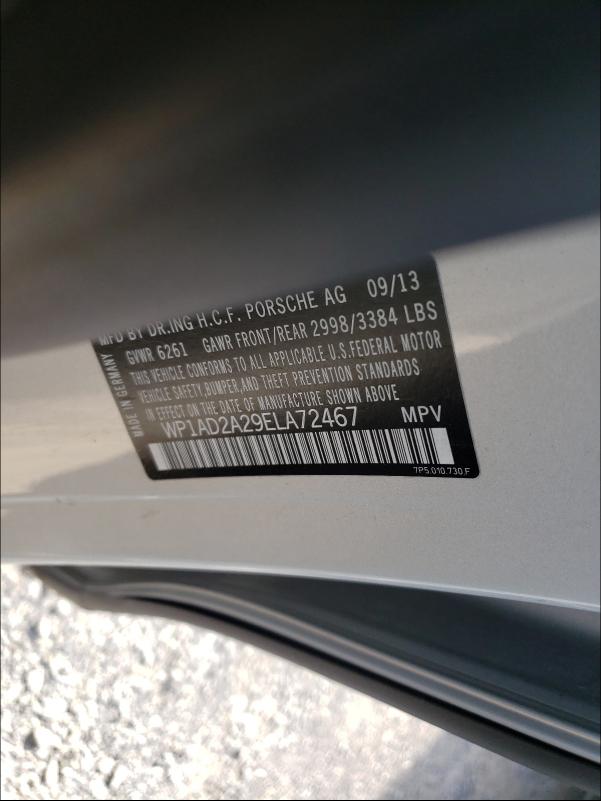 MFD BY DR.ING H.C.F. PORSCHE AG 09/13
GVWR 6261 GAWR FRONT/REAR 2998/3384 LBS
THIS VEHICLE CONFORMS TO ALL APPLICABLE U.S.FEDERAL MOTOR
VEHICLE SAFETY,BUMPER,AND THEFT PREVENTION STANDARDS
IN EFFECT ON THE DATE OF MANUFACTURE SHOWN ABOVE
WP1AD2A29ELA72467 MPV
7P5.010.730.F
MADE IN GERMANY